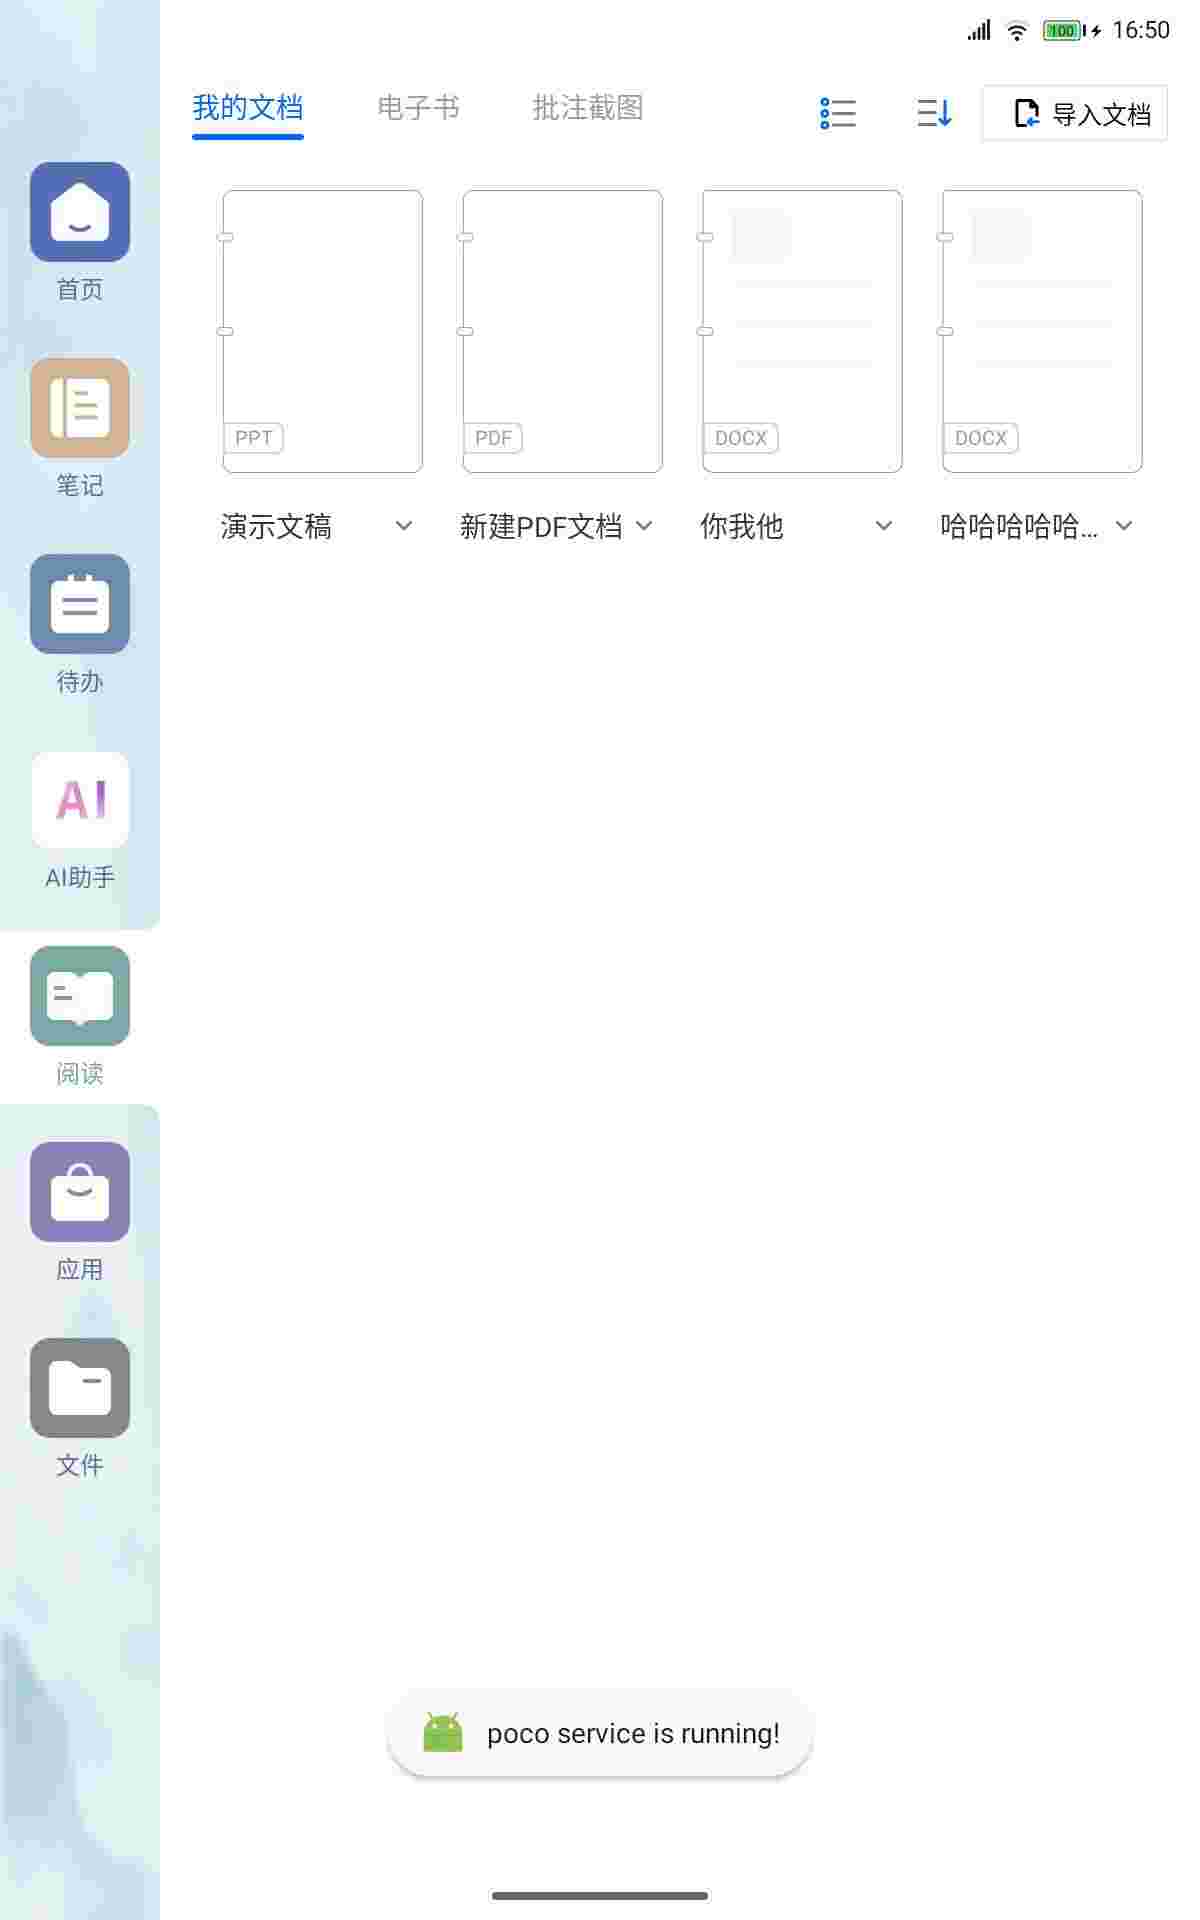 100 16:50
我的文档 电子书 批注截图 导入文档
首页
笔记
待办
AI
AI助手
阅读
应用
文件
PPT PDF DOCX DOCX
演示文稿 新建PDF文档 你我他 哈哈哈哈哈...
poco service is running!